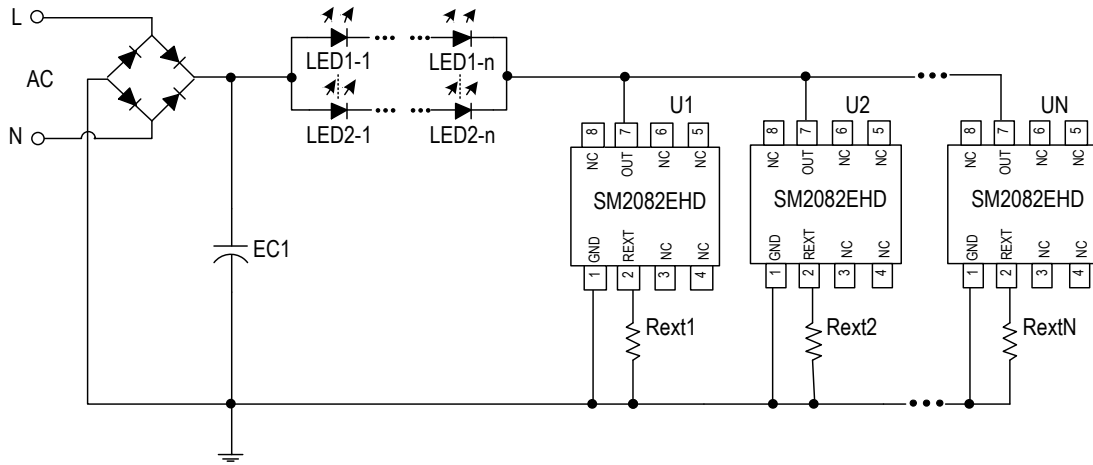 L
AC
N
LED1-1
LED1-n
LED2-1
LED2-n
EC1
U1
8 7 6 5
NC OUT NC NC
SM2082EHD
GND REXT NC NC
1 2 3 4
Rext1
U2
8 7 6 5
NC OUT NC NC
SM2082EHD
GND REXT NC NC
1 2 3 4
Rext2
UN
8 7 6 5
NC OUT NC NC
SM2082EHD
GND REXT NC NC
1 2 3 4
RextN